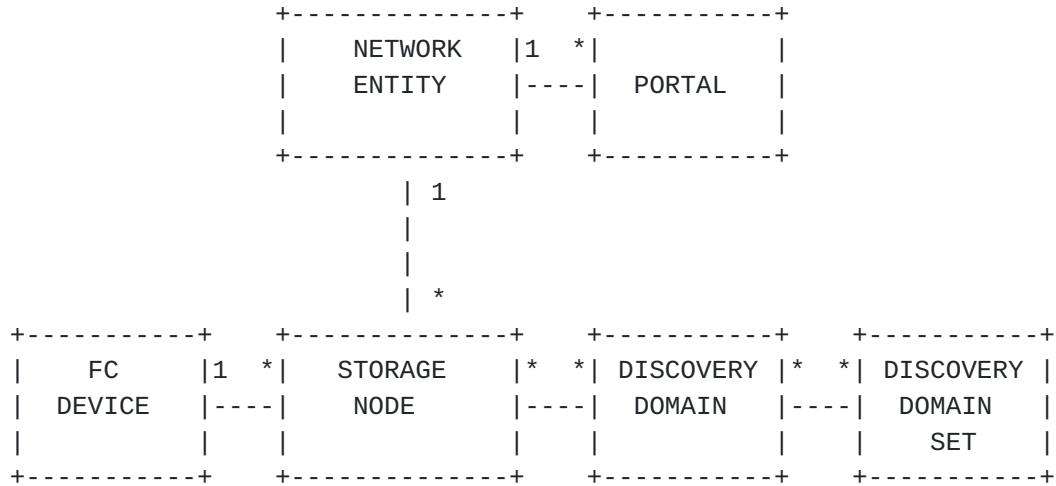 +--------------+    +-----------+
|    NETWORK   |1  *|           |
|    ENTITY    |----|  PORTAL   |
|              |    |           |
+--------------+    +-----------+
| 1
|
|
| *
+-----------+    +--------------+    +-----------+    +-----------+
|    FC     |1  *|   STORAGE    |*  *| DISCOVERY |*  *| DISCOVERY |
|  DEVICE   |----|    NODE      |----|  DOMAIN   |----|  DOMAIN   |
|           |    |              |    |           |    |    SET    |
+-----------+    +--------------+    +-----------+    +-----------+